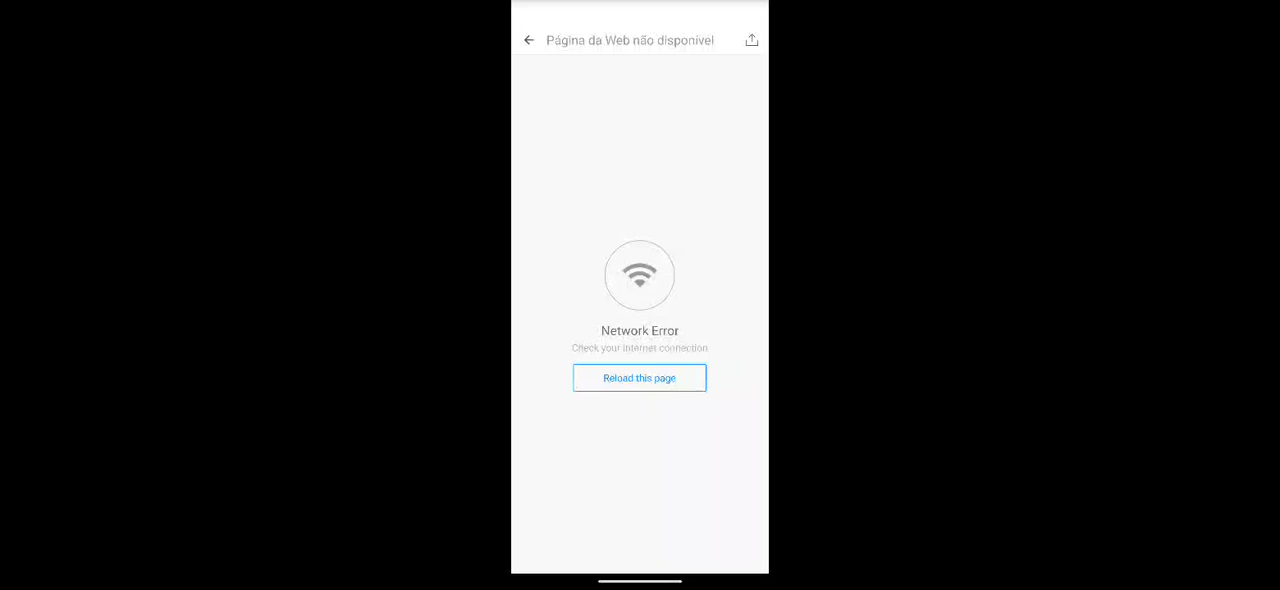 Página da Web não disponível
Network Error
Check your internet connection
Reload this page